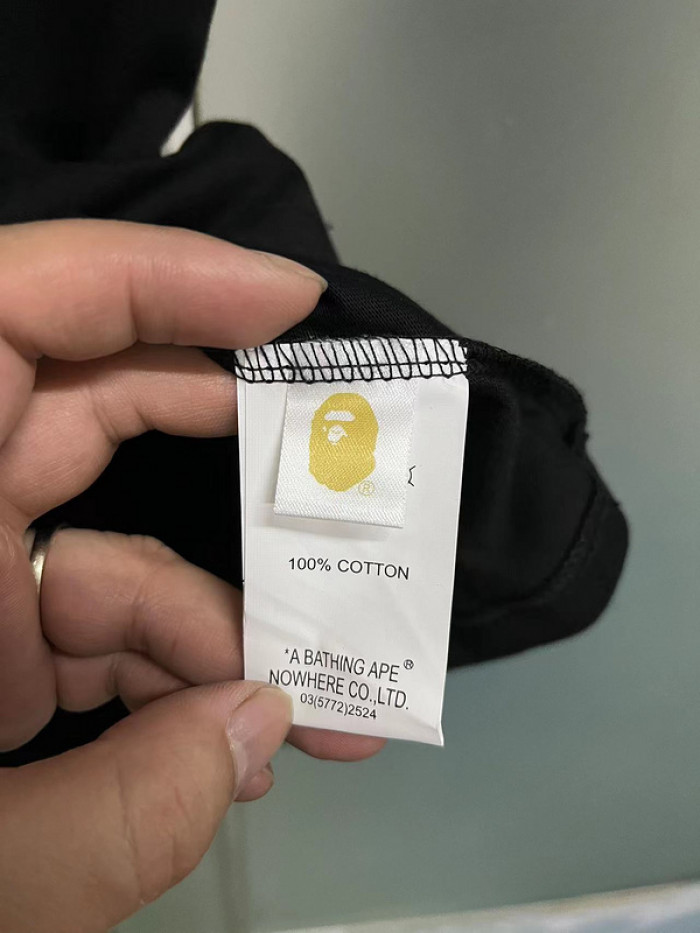 ®
100% COTTON
*A BATHING APE®
NOWHERE CO.,LTD.
03(5772)2524